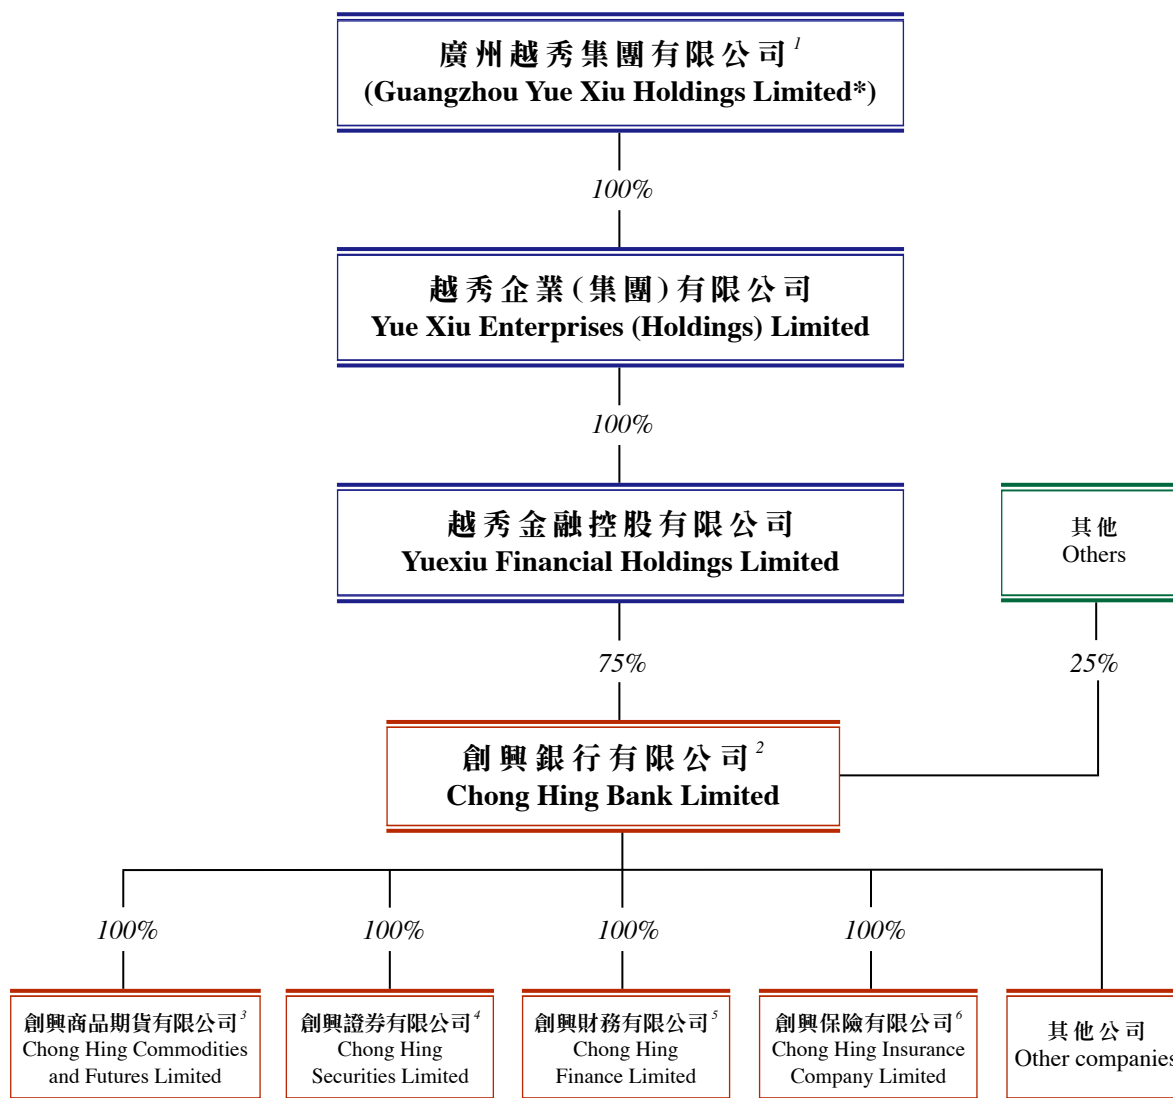 廣州越秀集團有限公司¹
(Guangzhou Yue Xiu Holdings Limited*)
100%
越秀企業(集團)有限公司
Yue Xiu Enterprises (Holdings) Limited
100%
越秀金融控股有限公司
Yuexiu Financial Holdings Limited
其他
Others
75%
25%
創興銀行有限公司²
Chong Hing Bank Limited
100%
100%
100%
100%
創興商品期貨有限公司³
Chong Hing Commodities
and Futures Limited
創興證券有限公司⁴
Chong Hing
Securities Limited
創興財務有限公司⁵
Chong Hing
Finance Limited
創興保險有限公司⁶
Chong Hing Insurance
Company Limited
其他公司
Other companies